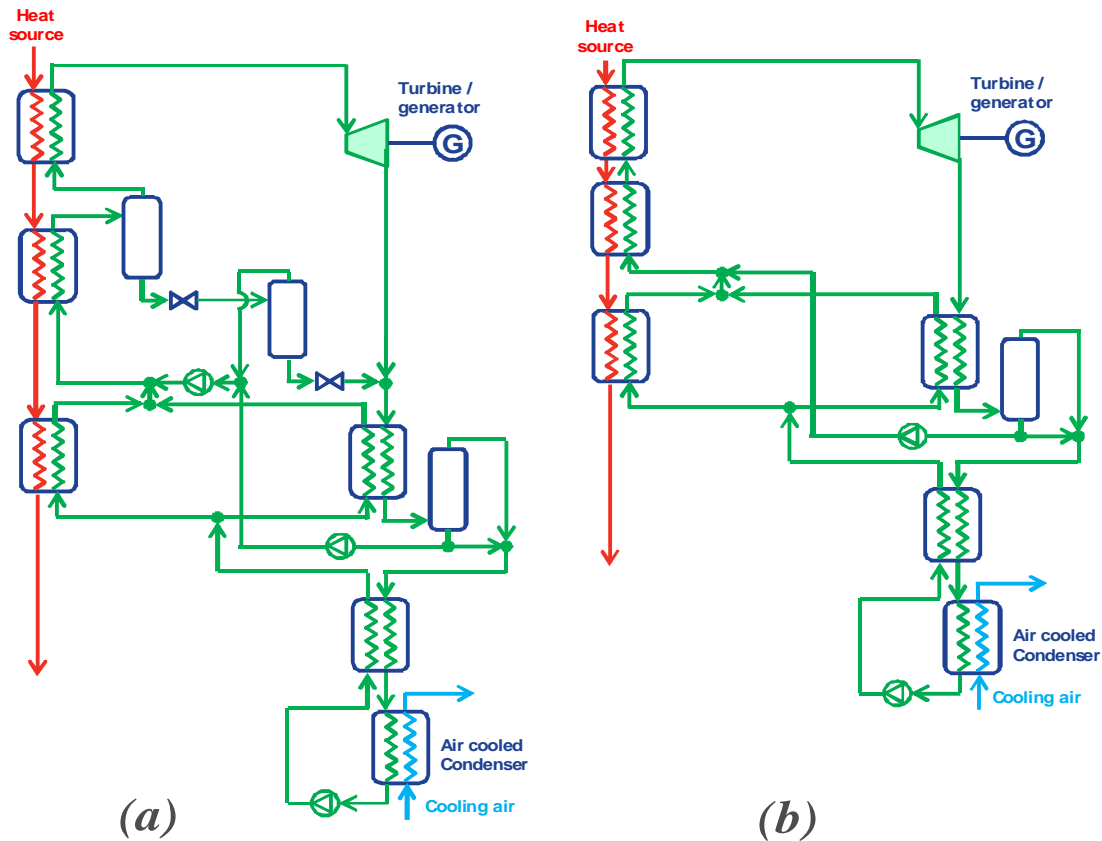 Heat
source
Turbine /
generator
G
Air cooled
Condenser
Cooling air
(a)
Heat
source
Turbine /
generator
G
Air cooled
Condenser
Cooling air
(b)